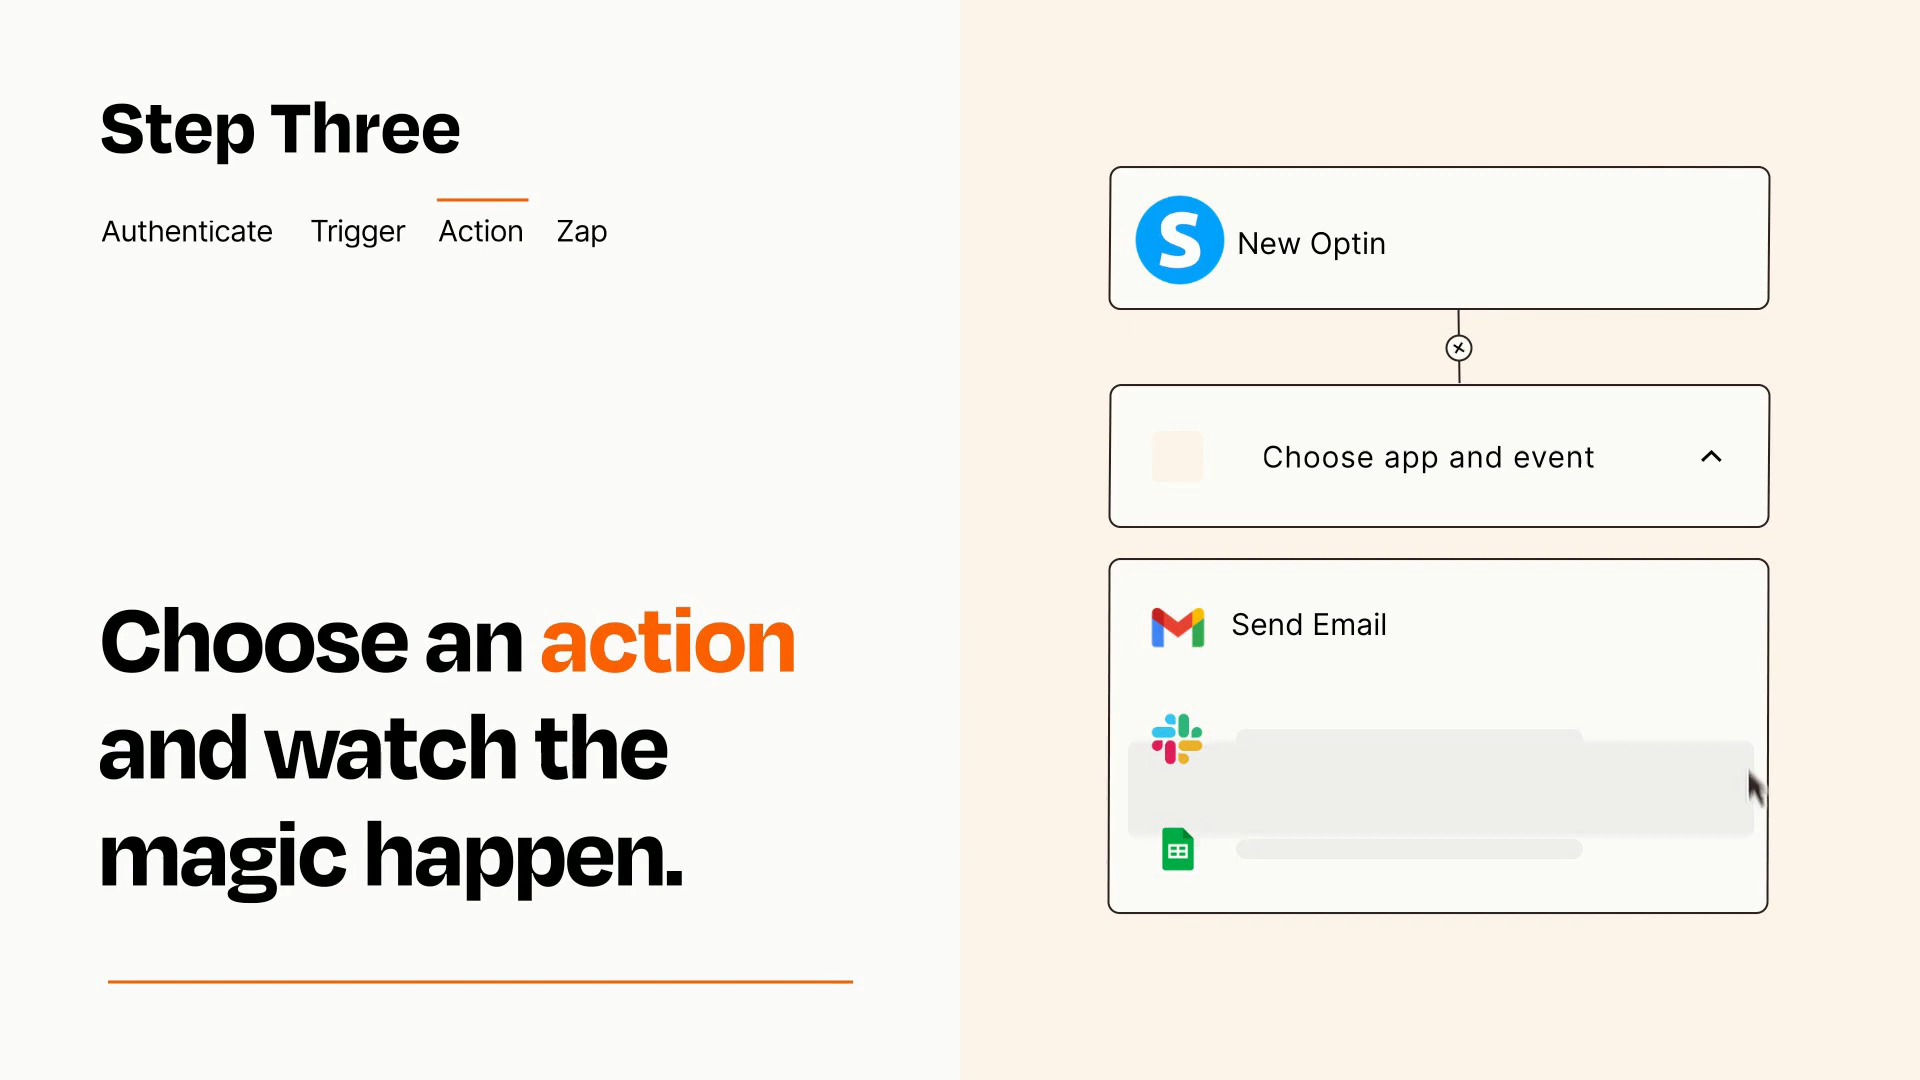 Step Three
Authenticate Trigger Action Zap
Choose an action
and watch the
magic happen.
S New Optin
Choose app and event
Send Email